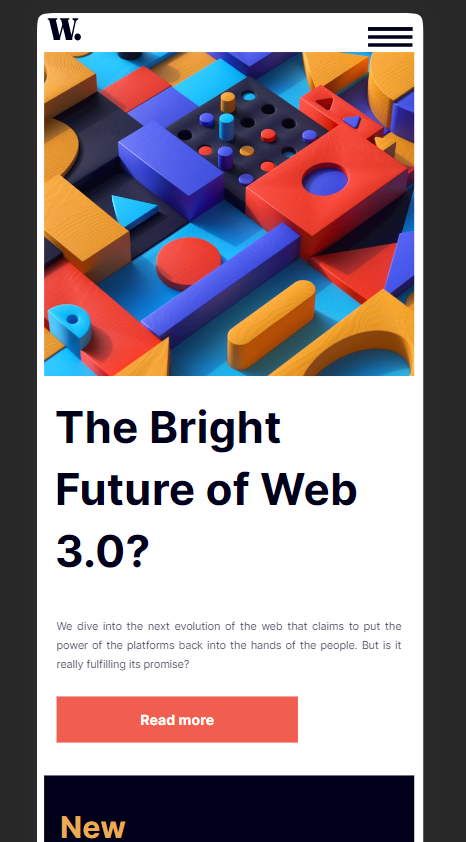 W.
The Bright
Future of Web
3.0?
We dive into the next evolution of the web that claims to put the
power of the platforms back into the hands of the people. But is it
really fulfilling its promise?
Read more
New